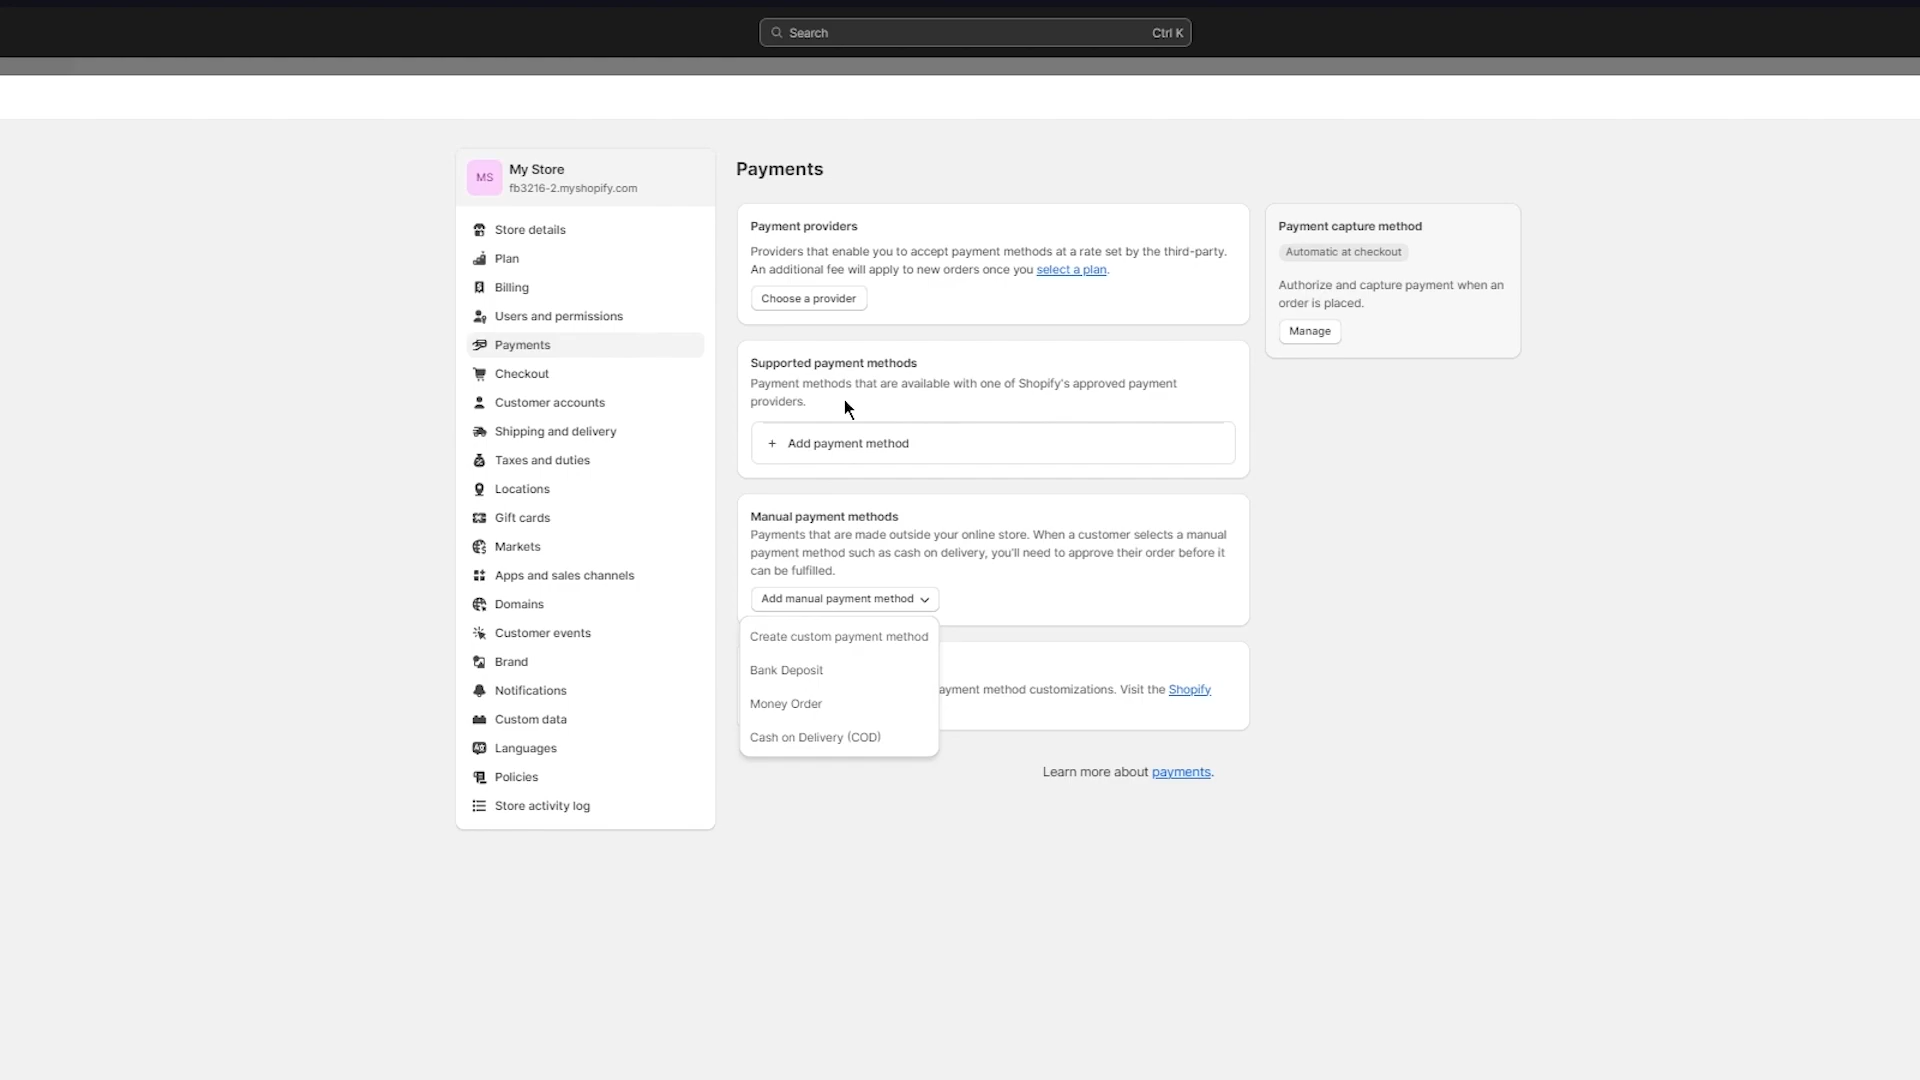 Search Ctrl K
MS
My Store
fb3216-2.myshopify.com
Store details
Plan
Billing
Users and permissions
Payments
Checkout
Customer accounts
Shipping and delivery
Taxes and duties
Locations
Gift cards
Markets
Apps and sales channels
Domains
Customer events
Brand
Notifications
Custom data
Languages
Policies
Store activity log
Payments
Payment providers
Providers that enable you to accept payment methods at a rate set by the third-party.
An additional fee will apply to new orders once you select a plan.
Choose a provider
Supported payment methods
Payment methods that are available with one of Shopify's approved payment
providers.
+ Add payment method
Manual payment methods
Payments that are made outside your online store. When a customer selects a manual
payment method such as cash on delivery, you'll need to approve their order before it
can be fulfilled.
Add manual payment method
Create custom payment method
Bank Deposit
Money Order
Cash on Delivery (COD)
ayment method customizations. Visit the Shopify
Learn more about payments.
Payment capture method
Automatic at checkout
Authorize and capture payment when an
order is placed.
Manage